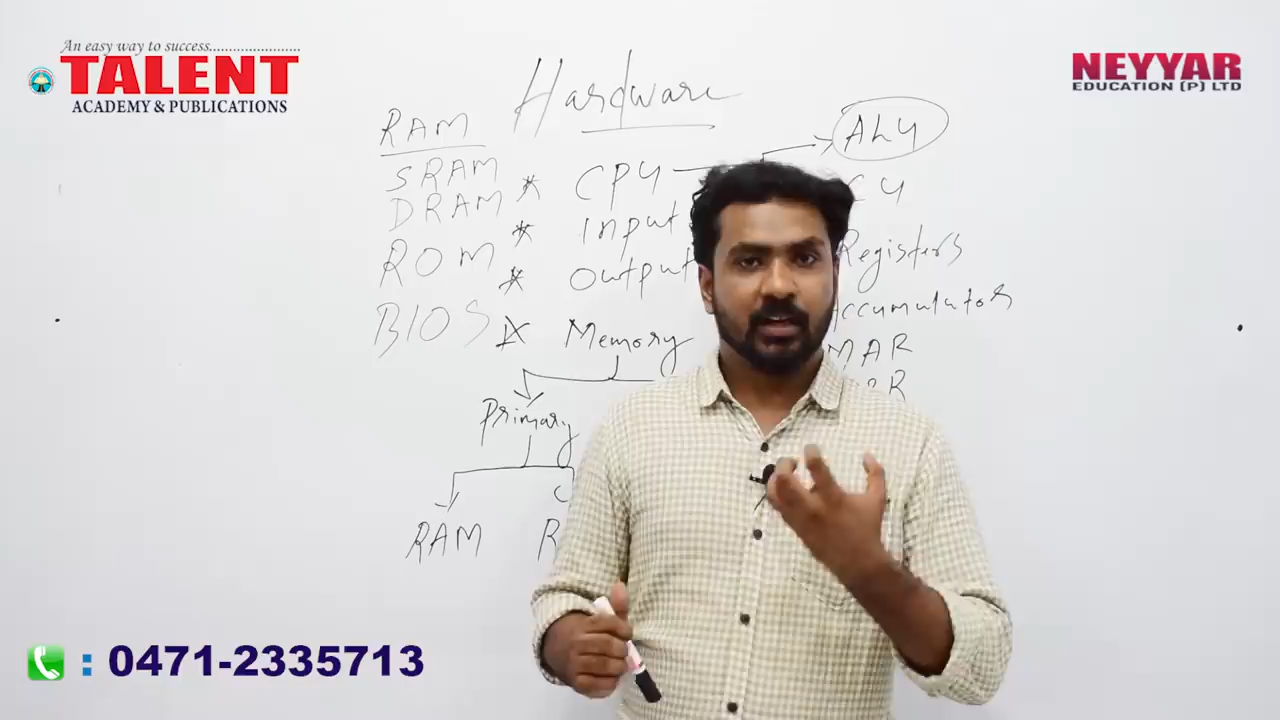 An easy way to success......................
TALENT
ACADEMY & PUBLICATIONS
NEYYAR
EDUCATION (P) LTD
Hardware
RAM
SRAM
DRAM
ROM
BIOS
* CPU
* Input
* Output
* Memory
Primary
RAM
ALU
CU
Registers
Accumulator
MAR
: 0471-2335713